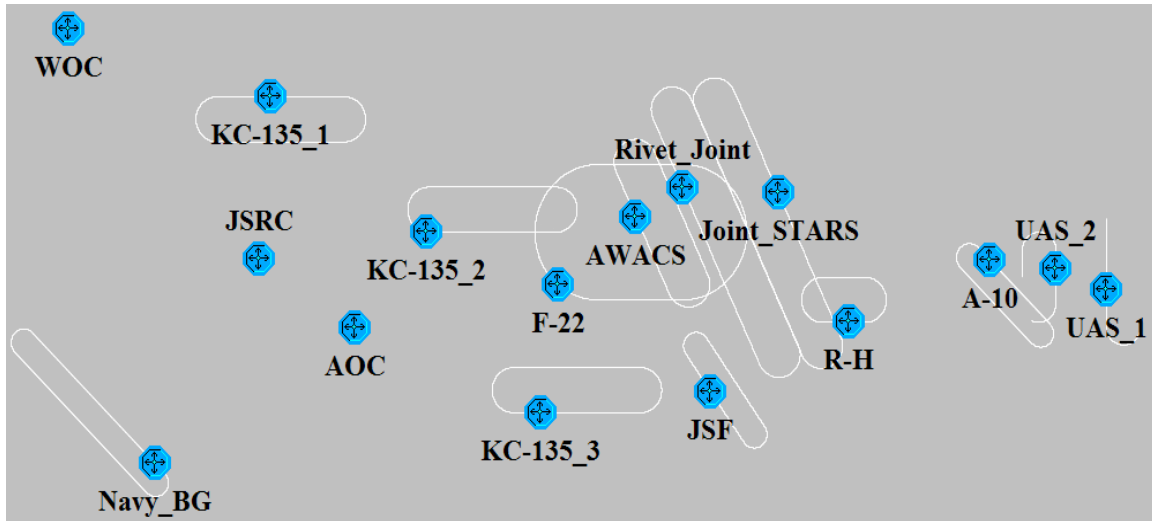 WOC
KC-135_1
Rivet_Joint
JSRC
KC-135_2
AWACS
Joint_STARS
UAS_2
F-22
A-10
UAS_1
AOC
R-H
JSF
KC-135_3
Navy_BG